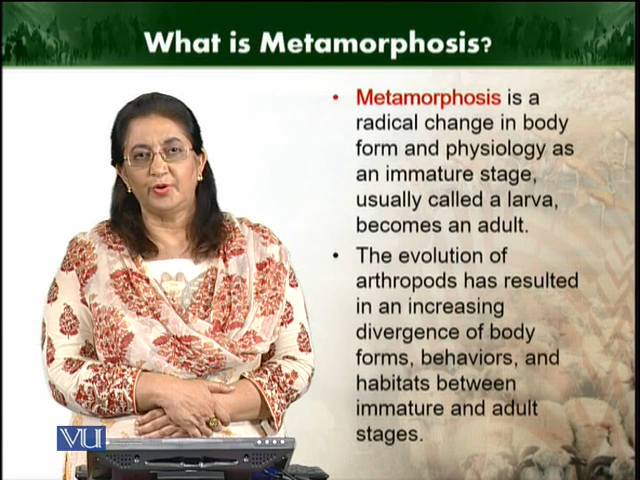 What is Metamorphosis?
• Metamorphosis is a
radical change in body
form and physiology as
an immature stage,
usually called a larva,
becomes an adult.
• The evolution of
arthropods has resulted
in an increasing
divergence of body
forms, behaviors, and
habitats between
immature and adult
stages.
VU